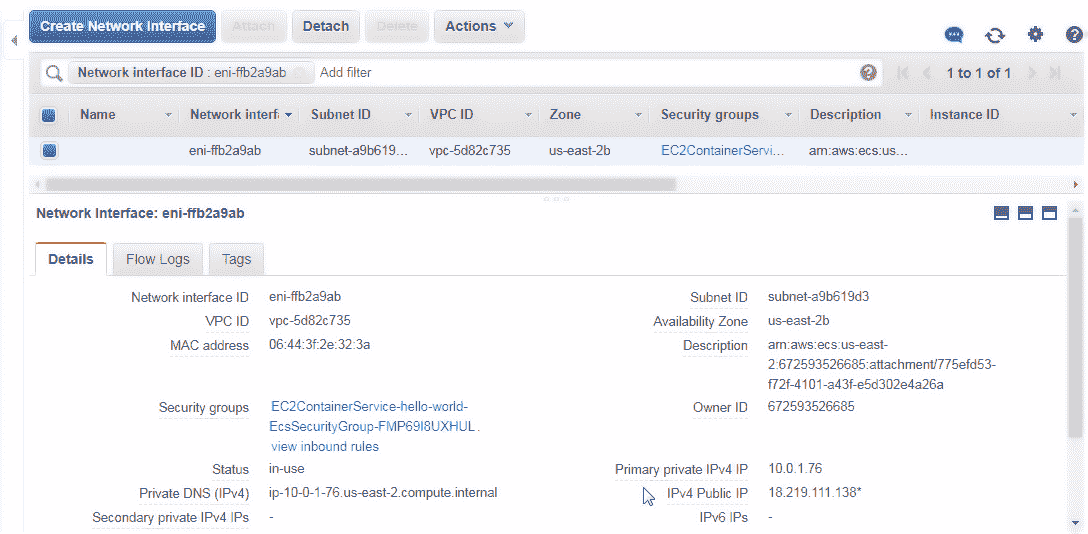 Create Network Interface Attach Detach Delete Actions
Network interface ID : eni-ffb2a9ab Add filter 1 to 1 of 1
Name Network interf Subnet ID VPC ID Zone Security groups Description Instance ID
eni-ffb2a9ab subnet-a9b619... vpc-5d82c735 us-east-2b EC2ContainerServi... arn:aws:ecs:us...
Network Interface: eni-ffb2a9ab
Details Flow Logs Tags
Network interface ID eni-ffb2a9ab Subnet ID subnet-a9b619d3
VPC ID vpc-5d82c735 Availability Zone us-east-2b
MAC address 06:44:3f:2e:32:3a Description arn:aws:ecs:us-east-
2:672593526685:attachment/775efd53-
f72f-4101-a43f-e5d302e4a26a
Security groups EC2ContainerService-hello-world- Owner ID 672593526685
EcsSecurityGroup-FMP69I8UXHUL .
view inbound rules
Status in-use Primary private IPv4 IP 10.0.1.76
Private DNS (IPv4) ip-10-0-1-76.us-east-2.compute.internal IPv4 Public IP 18.219.111.138*
Secondary private IPv4 IPs - IPv6 IPs -